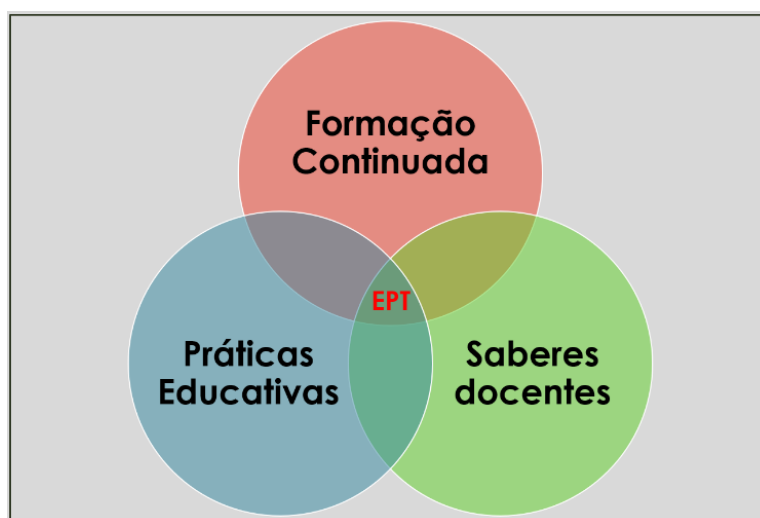 Formação
Continuada
EPT
Práticas
Educativas
Saberes
docentes